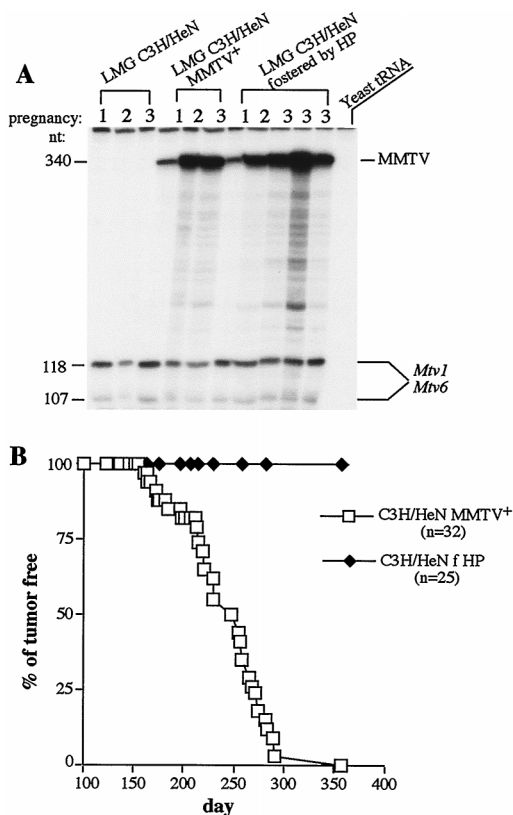 A
LMG C3H/HeN
LMG C3H/HeN
MMTV+
LMG C3H/HeN
fostered by HP
Yeast tRNA
pregnancy: 1 2 3 1 2 3 1 2 3 3 3
nt:
340
MMTV
118
107
Mtv1
Mtv6
B
100
75
50
25
0
% of tumor free
100 150 200 250 300 350 400
day
C3H/HeN MMTV+
(n=32)
C3H/HeN f HP
(n=25)